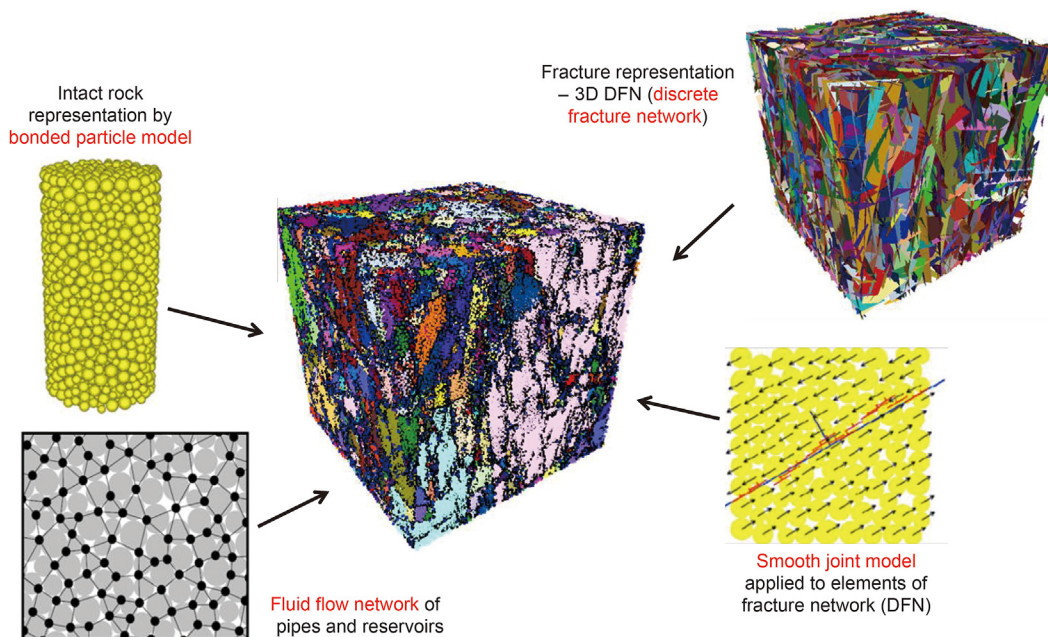 Intact rock
representation by
bonded particle model
Fracture representation
– 3D DFN (discrete
fracture network)
Fluid flow network of
pipes and reservoirs
Smooth joint model
applied to elements of
fracture network (DFN)